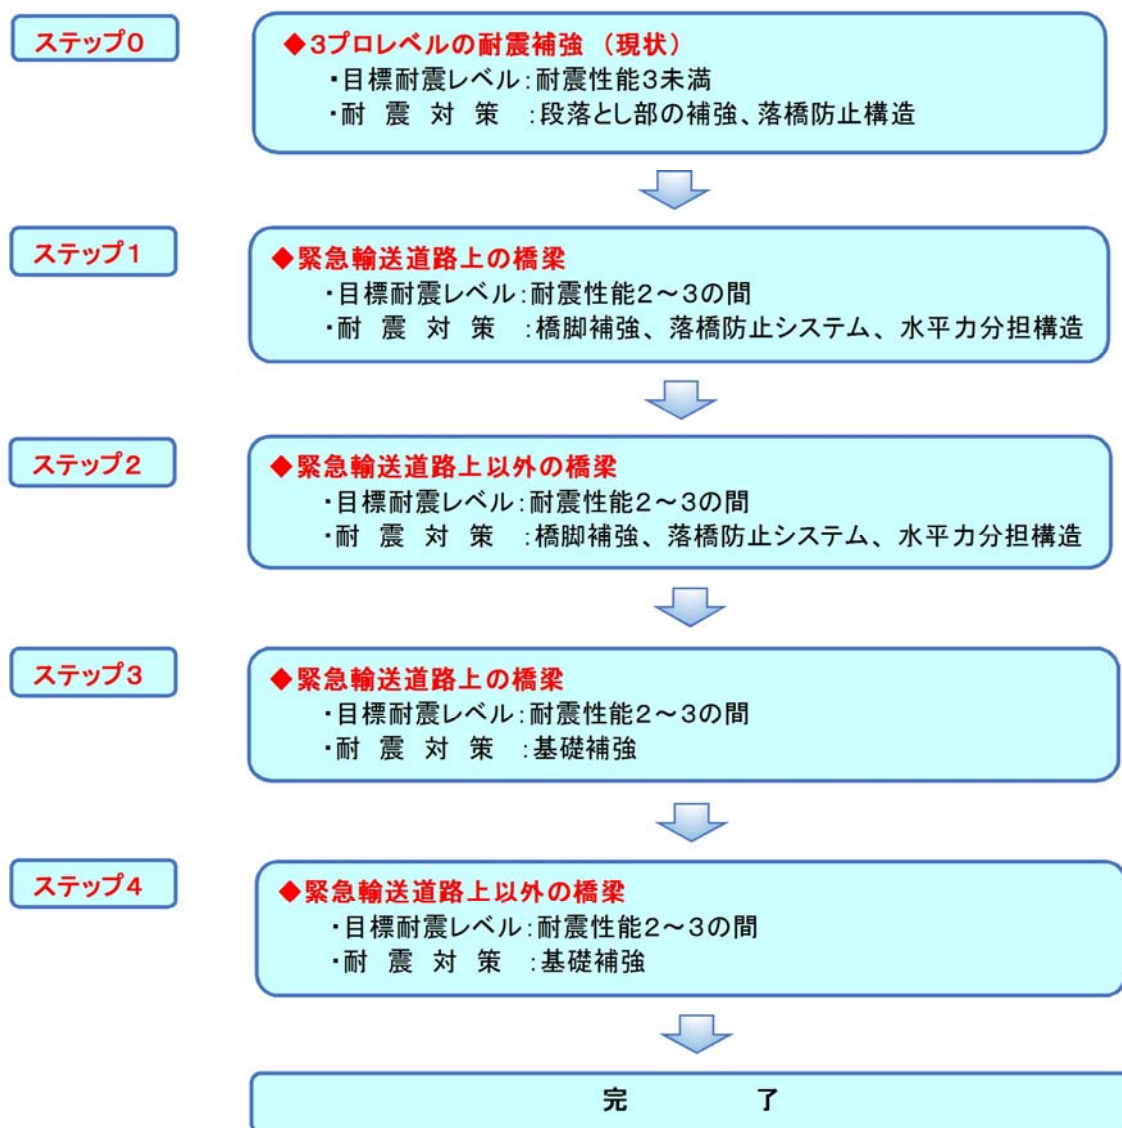 ステップ0
◆3プロレベルの耐震補強 (現状)
・目標耐震レベル:耐震性能3未満
・耐 震 対 策 :段落とし部の補強、落橋防止構造
ステップ1
◆緊急輸送道路上の橋梁
・目標耐震レベル:耐震性能2~3の間
・耐 震 対 策 :橋脚補強、落橋防止システム、水平力分担構造
ステップ2
◆緊急輸送道路上以外の橋梁
・目標耐震レベル:耐震性能2~3の間
・耐 震 対 策 :橋脚補強、落橋防止システム、水平力分担構造
ステップ3
◆緊急輸送道路上の橋梁
・目標耐震レベル:耐震性能2~3の間
・耐 震 対 策 :基礎補強
ステップ4
◆緊急輸送道路上以外の橋梁
・目標耐震レベル:耐震性能2~3の間
・耐 震 対 策 :基礎補強
完 了